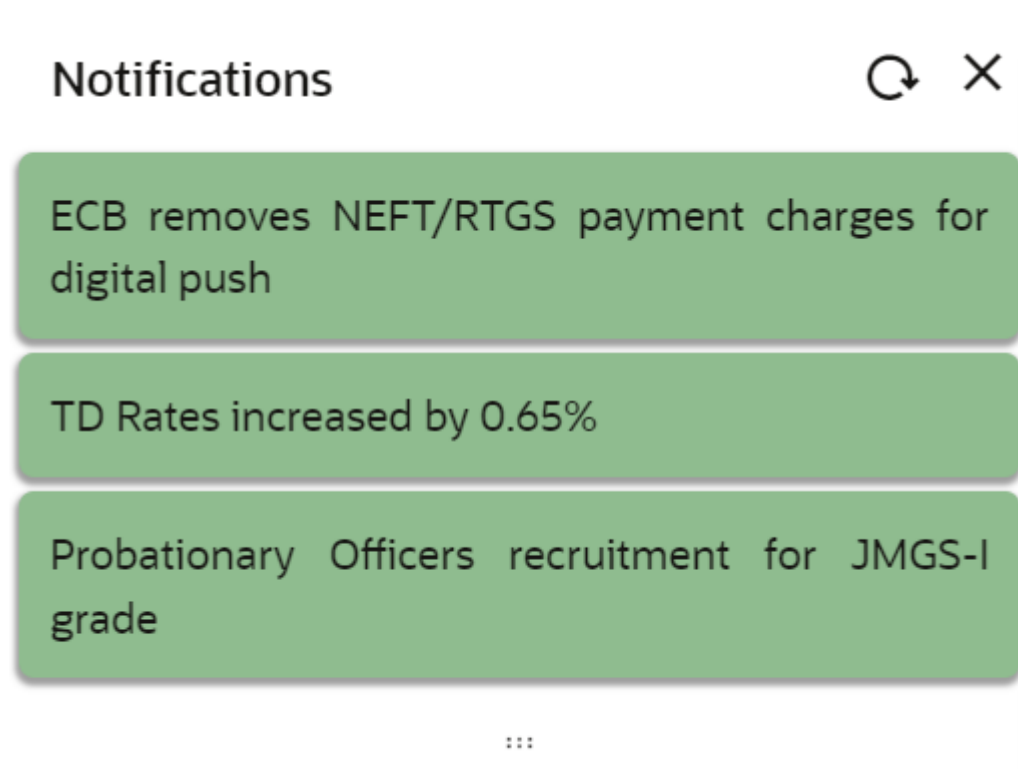 Notifications
ECB removes NEFT/RTGS payment charges for
digital push
TD Rates increased by 0.65%
Probationary Officers recruitment for JMGS-I
grade